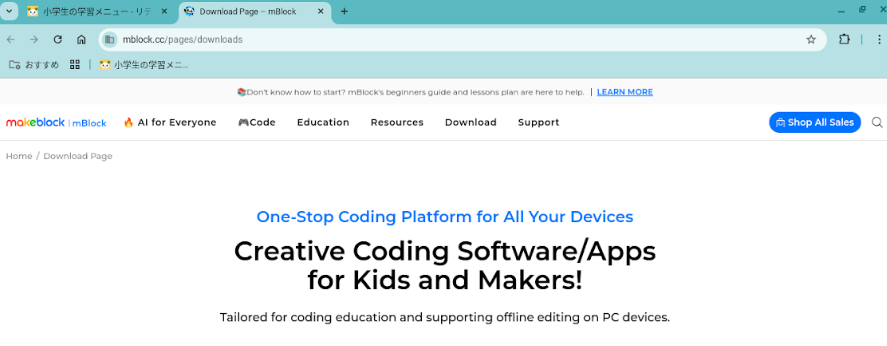 小学生の学習メニュー - リテ
Download Page – mBlock
mblock.cc/pages/downloads
おすすめ
小学生の学習メニ...
📚Don't know how to start? mBlock's beginners guide and lessons plan are here to help. | LEARN MORE
makeblock | mBlock
🔥 AI for Everyone
🎮Code
Education
Resources
Download
Support
Shop All Sales
Home / Download Page
One-Stop Coding Platform for All Your Devices
Creative Coding Software/Apps
for Kids and Makers!
Tailored for coding education and supporting offline editing on PC devices.